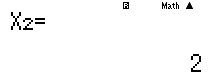 R Math ▲
X₂=
2